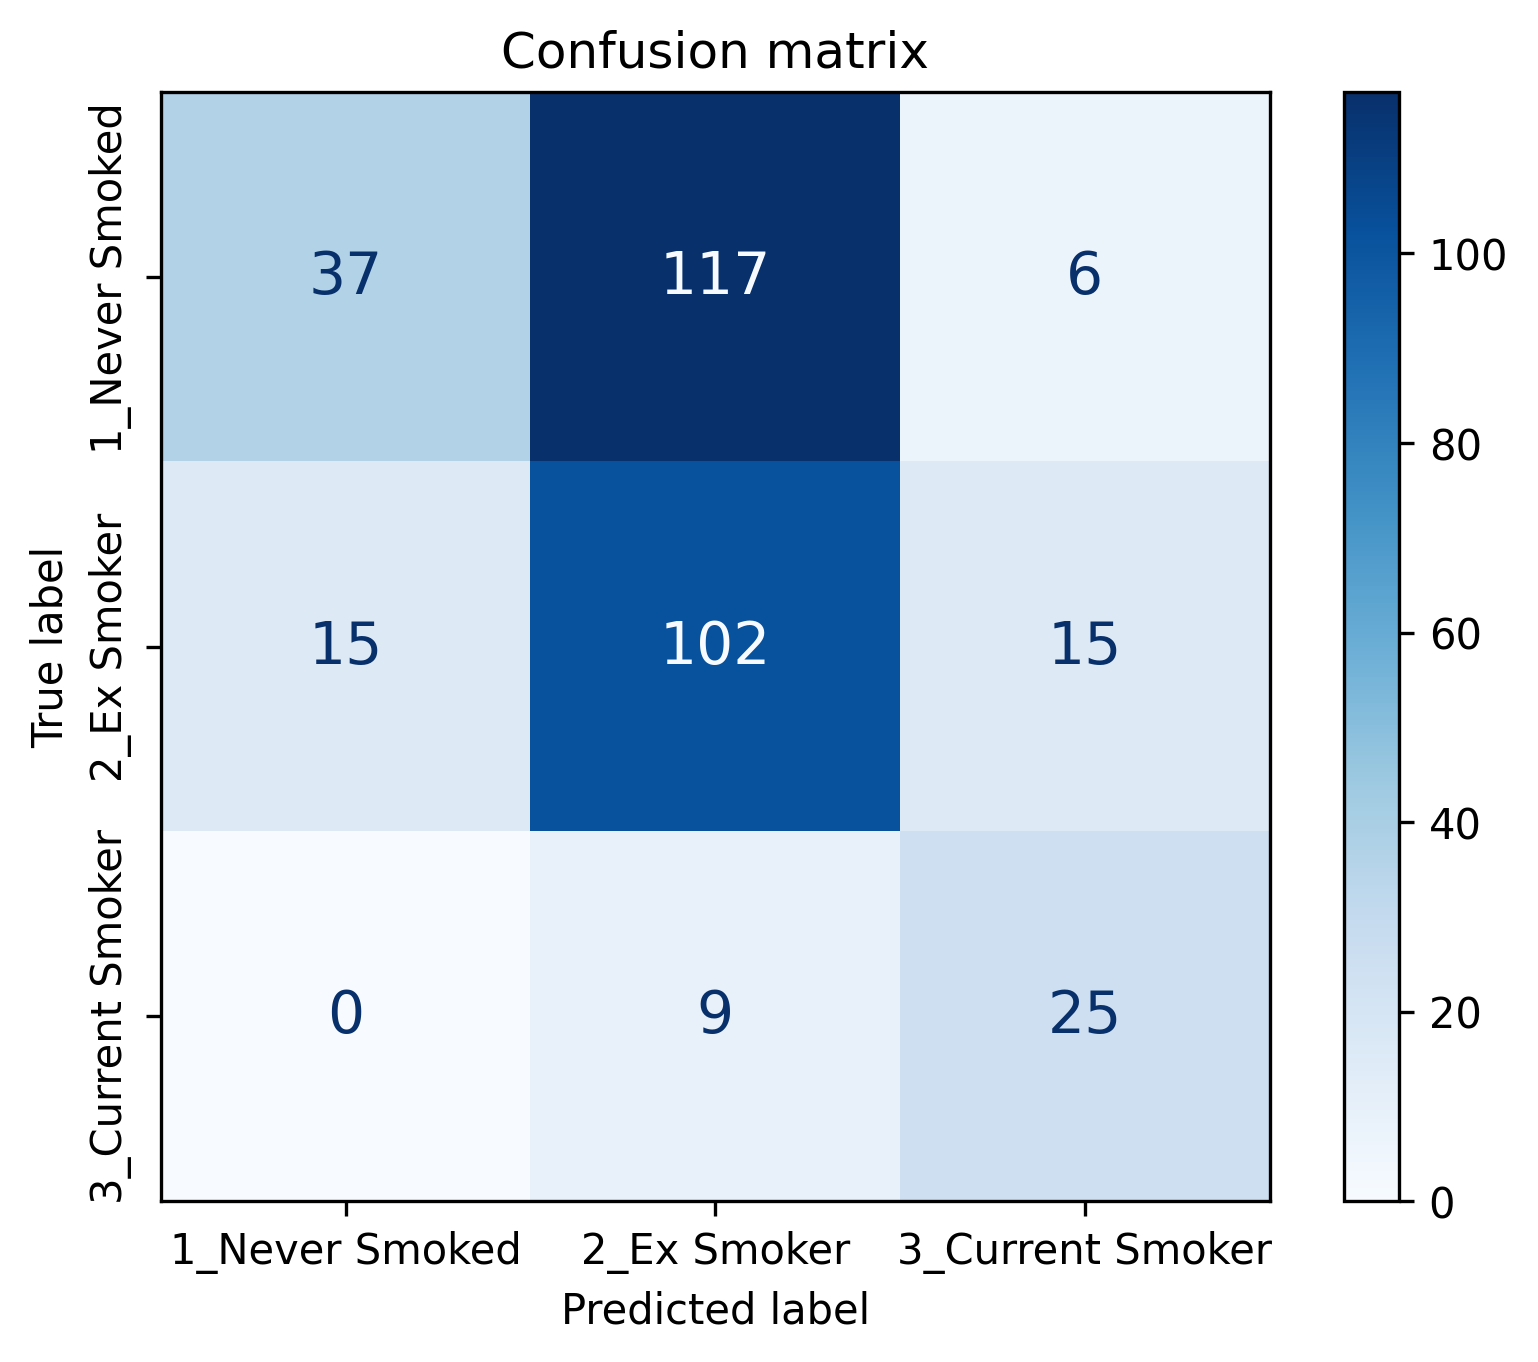 Confusion matrix
True label
1_Never Smoked
2_Ex Smoker
3_Current Smoker
37 117 6
15 102 15
0 9 25
1_Never Smoked 2_Ex Smoker 3_Current Smoker
Predicted label
100
80
60
40
20
0